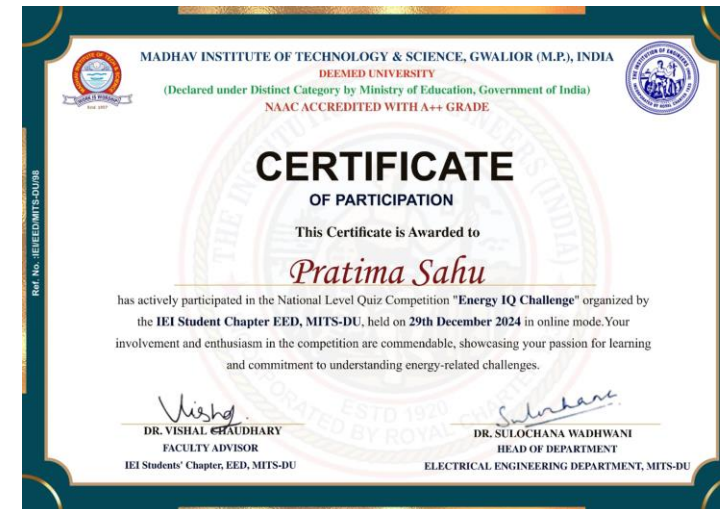 MADHAV INSTITUTE OF TECHNOLOGY & SCIENCE, GWALIOR (M.P.), INDIA
DEEMED UNIVERSITY
(Declared under Distinct Category by Ministry of Education, Government of India)
NAAC ACCREDITED WITH A++ GRADE
Ref. No. :IEI/EED/MITS-DU/98
CERTIFICATE
OF PARTICIPATION
This Certificate is Awarded to
Pratima Sahu
has actively participated in the National Level Quiz Competition "Energy IQ Challenge" organized by
the IEI Student Chapter EED, MITS-DU, held on 29th December 2024 in online mode.Your
involvement and enthusiasm in the competition are commendable, showcasing your passion for learning
and commitment to understanding energy-related challenges.
ESTD 1920
Vishal
Sulochana
DR. VISHAL CHAUDHARY
FACULTY ADVISOR
IEI Students' Chapter, EED, MITS-DU
DR. SULOCHANA WADHWANI
HEAD OF DEPARTMENT
ELECTRICAL ENGINEERING DEPARTMENT, MITS-DU